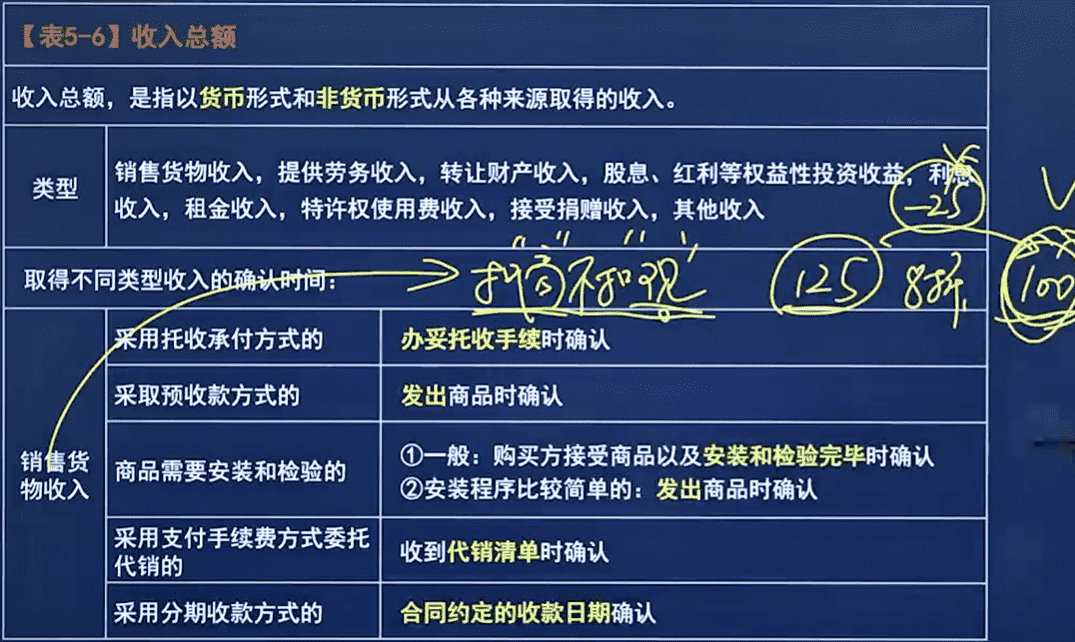 【表5-6】收入总额
收入总额，是指以货币形式和非货币形式从各种来源取得的收入。
类型
销售货物收入，提供劳务收入，转让财产收入，股息、红利等权益性投资收益，利息
收入，租金收入，特许权使用费收入，接受捐赠收入，其他收入
-25
取得不同类型收入的确认时间：
折商不扣现
125
8折
100
销售货
物收入
采用托收承付方式的
办妥托收手续时确认
采取预收款方式的
发出商品时确认
商品需要安装和检验的
①一般：购买方接受商品以及安装和检验完毕时确认
②安装程序比较简单的：发出商品时确认
采用支付手续费方式委托
代销的
收到代销清单时确认
采用分期收款方式的
合同约定的收款日期确认